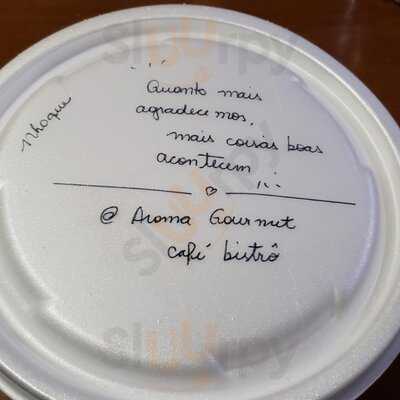 Nhoque
Quanto mais
agradecemos,
mais coisas boas
acontecem !!!
@ Aroma Gourmet
café bistrô